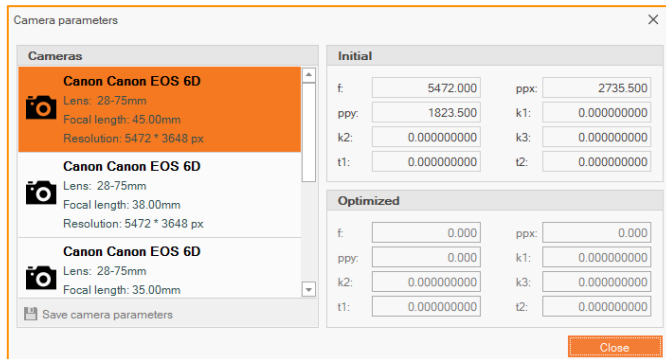 Camera parameters
Cameras
Canon Canon EOS 6D
Lens: 28-75mm
Focal length: 45.00mm
Resolution: 5472 * 3648 px
Canon Canon EOS 6D
Lens: 28-75mm
Focal length: 38.00mm
Resolution: 5472 * 3648 px
Canon Canon EOS 6D
Lens: 28-75mm
Focal length: 35.00mm
Save camera parameters
Initial
f: 5472.000 ppx: 2735.500
ppy: 1823.500 k1: 0.000000000
k2: 0.000000000 k3: 0.000000000
t1: 0.000000000 t2: 0.000000000
Optimized
f: 0.000 ppx: 0.000
ppy: 0.000 k1: 0.000000000
k2: 0.000000000 k3: 0.000000000
t1: 0.000000000 t2: 0.000000000
Close